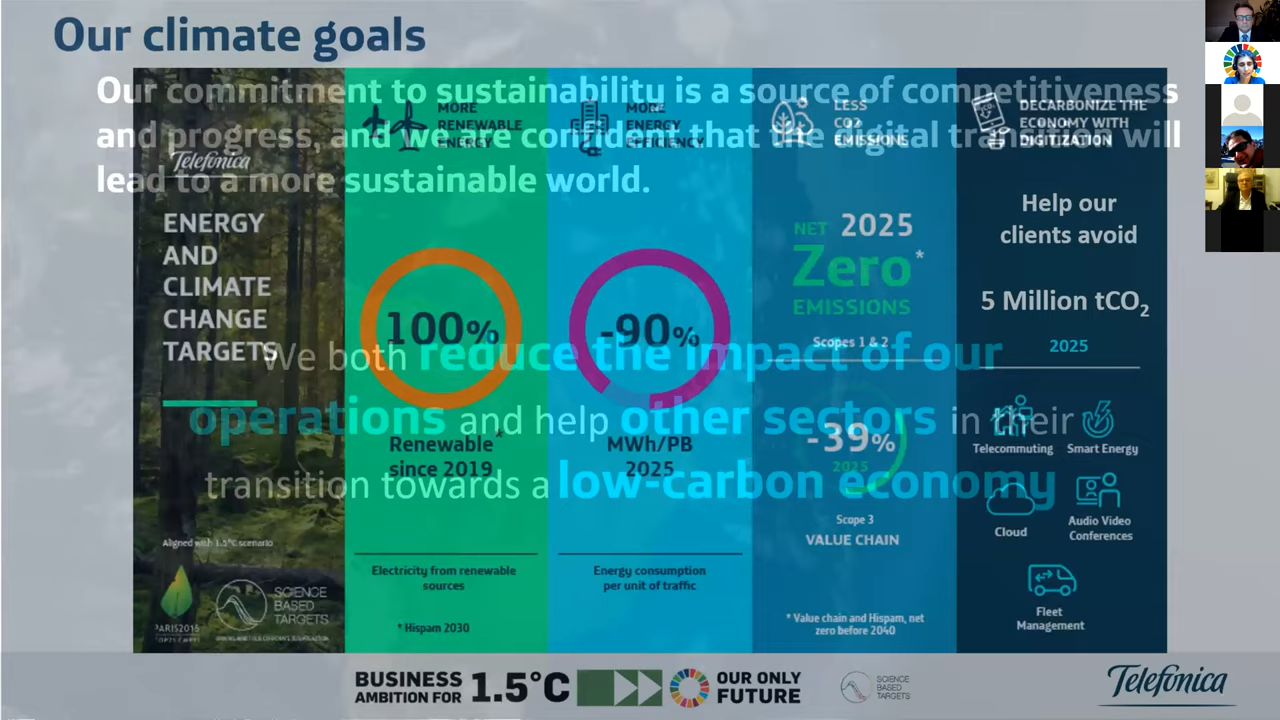 Our climate goals
Our commitment to sustainability is a source of competitiveness
and progress, and we are confident that the digital transition will
lead to a more sustainable world.
Telefónica
ENERGY
AND
CLIMATE
CHANGE
TARGETS
Aligned with 1.5°C scenario
PARIS2015
SCIENCE
BASED
TARGETS
MORE
RENEWABLE
ENERGY
100%
Renewable*
since 2019
Electricity from renewable
sources
* Hispam 2030
MORE
ENERGY
EFFICIENCY
-90%
MWh/PB
2025
Energy consumption
per unit of traffic
LESS
CO2
EMISSIONS
NET 2025
Zero*
EMISSIONS
Scopes 1 & 2
-39%
2025
Scope 3
VALUE CHAIN
* Value chain and Hispam, net
zero before 2040
DECARBONIZE THE
ECONOMY WITH
DIGITIZATION
Help our
clients avoid
5 Million tCO2
2025
Telecommuting
Smart Energy
Cloud
Audio Video
Conferences
Fleet
Management
We both reduce the impact of our
operations and help other sectors in their
transition towards a low-carbon economy
BUSINESS
AMBITION FOR 1.5°C
OUR ONLY
FUTURE
SCIENCE
BASED
TARGETS
Telefónica